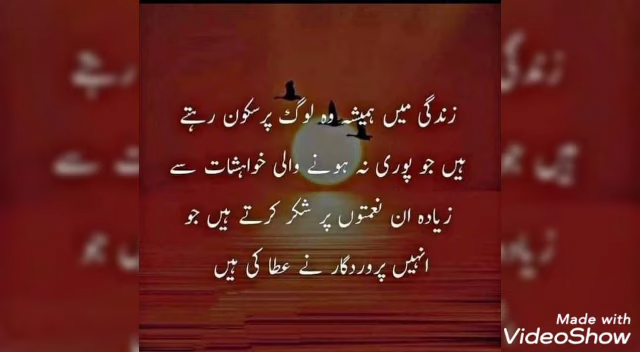 زندگی میں ہمیشہ وہ لوگ پرسکون رہتے
ہیں جو پوری نہ ہونے والی خواہشات سے
زیادہ ان نعمتوں پر شکر کرتے ہیں جو
انہیں پروردگار نے عطا کی ہیں
Made with
VideoShow